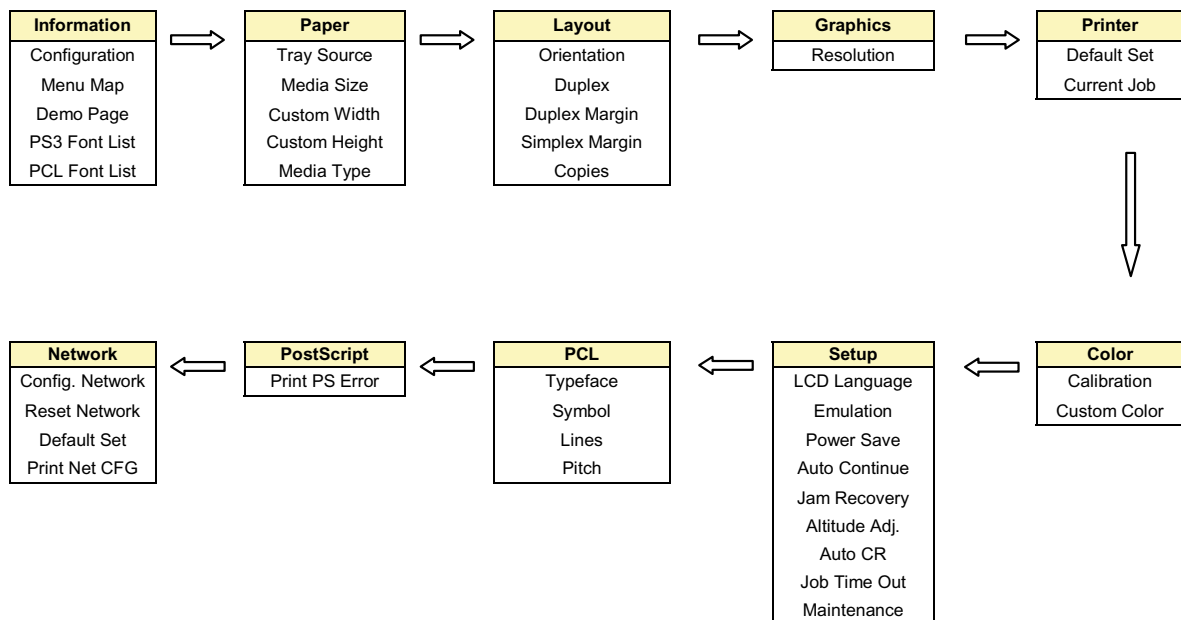 Information
Configuration
Menu Map
Demo Page
PS3 Font List
PCL Font List
Paper
Tray Source
Media Size
Custom Width
Custom Height
Media Type
Layout
Orientation
Duplex
Duplex Margin
Simplex Margin
Copies
Graphics
Resolution
Printer
Default Set
Current Job
Network
Config. Network
Reset Network
Default Set
Print Net CFG
PostScript
Print PS Error
PCL
Typeface
Symbol
Lines
Pitch
Setup
LCD Language
Emulation
Power Save
Auto Continue
Jam Recovery
Altitude Adj.
Auto CR
Job Time Out
Maintenance
Color
Calibration
Custom Color